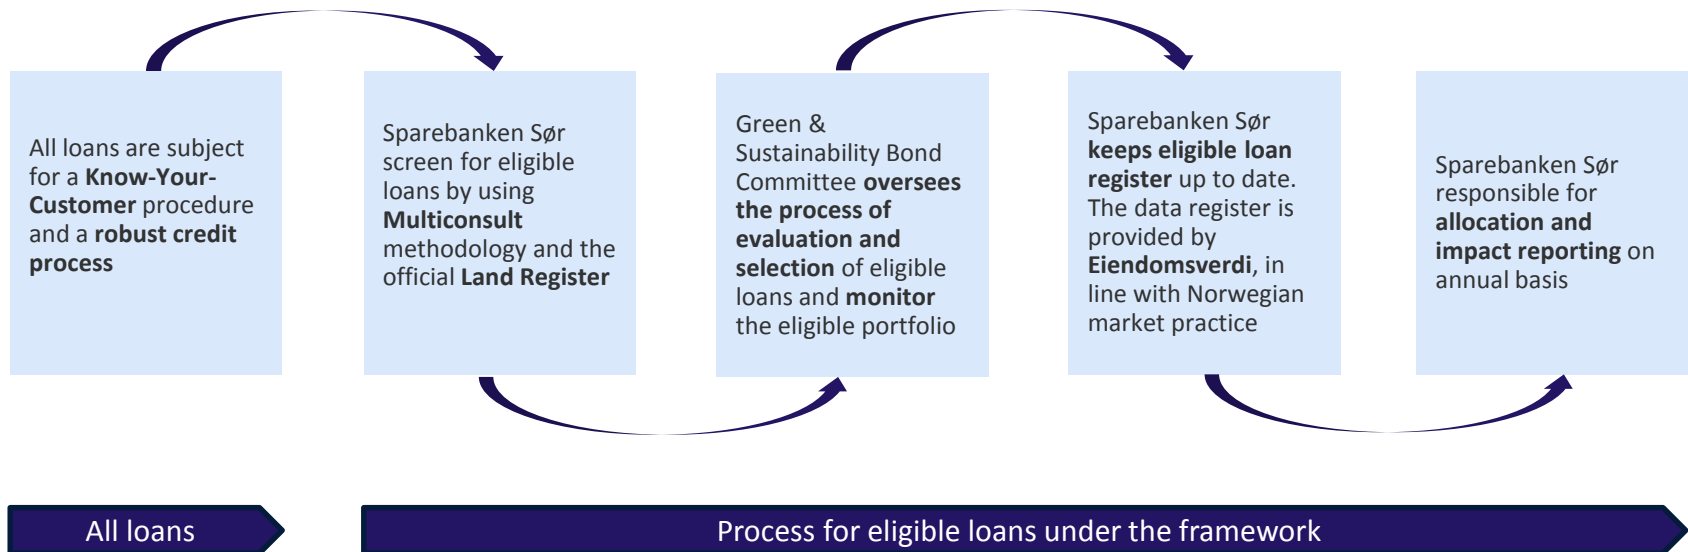 All loans are subject
for a Know-Your-
Customer procedure
and a robust credit
process
Sparebanken Sør
screen for eligible
loans by using
Multiconsult
methodology and the
official Land Register
Green &
Sustainability Bond
Committee oversees
the process of
evaluation and
selection of eligible
loans and monitor
the eligible portfolio
Sparebanken Sør
keeps eligible loan
register up to date.
The data register is
provided by
Eiendomsverdi, in
line with Norwegian
market practice
Sparebanken Sør
responsible for
allocation and
impact reporting on
annual basis
All loans
Process for eligible loans under the framework